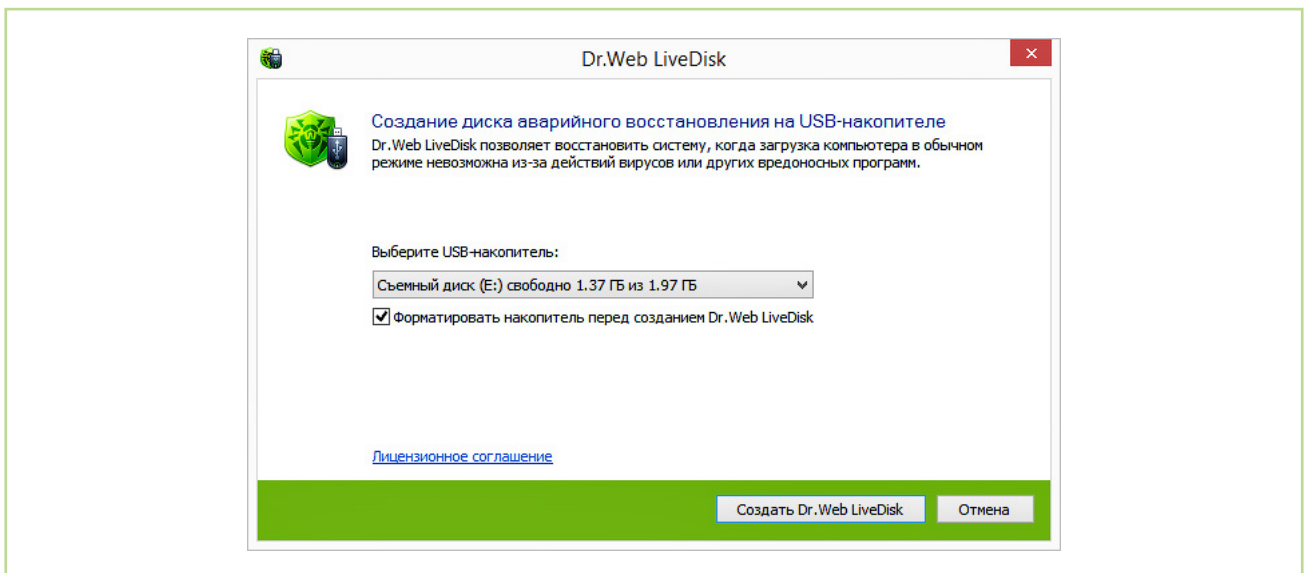 Dr.Web LiveDisk
Создание диска аварийного восстановления на USB-накопителе
Dr.Web LiveDisk позволяет восстановить систему, когда загрузка компьютера в обычном
режиме невозможна из-за действий вирусов или других вредоносных программ.
Выберите USB-накопитель:
Съемный диск (E:) свободно 1.37 ГБ из 1.97 ГБ
Форматировать накопитель перед созданием Dr.Web LiveDisk
Лицензионное соглашение
Создать Dr.Web LiveDisk
Отмена